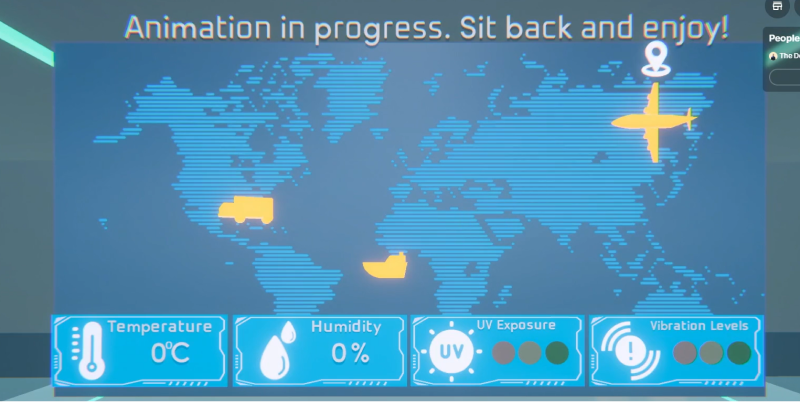 Animation in progress. Sit back and enjoy!
People
Temperature
0°C
Humidity
0 %
UV Exposure
UV
Vibration Levels